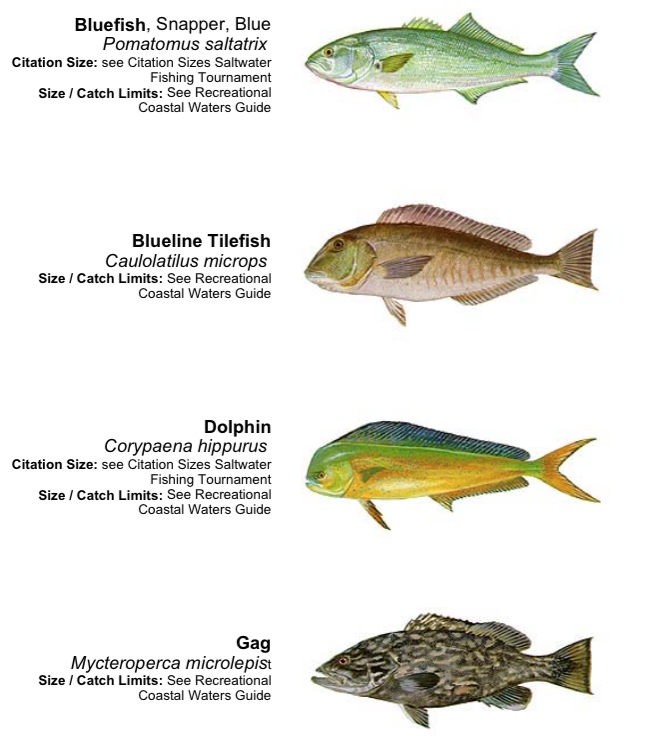 Bluefish, Snapper, Blue
Pomatomus saltatrix
Citation Size: see Citation Sizes Saltwater
Fishing Tournament
Size / Catch Limits: See Recreational
Coastal Waters Guide
Blueline Tilefish
Caulolatilus microps
Size / Catch Limits: See Recreational
Coastal Waters Guide
Dolphin
Corypaena hippurus
Citation Size: see Citation Sizes Saltwater
Fishing Tournament
Size / Catch Limits: See Recreational
Coastal Waters Guide
Gag
Mycteroperca microlepist
Size / Catch Limits: See Recreational
Coastal Waters Guide